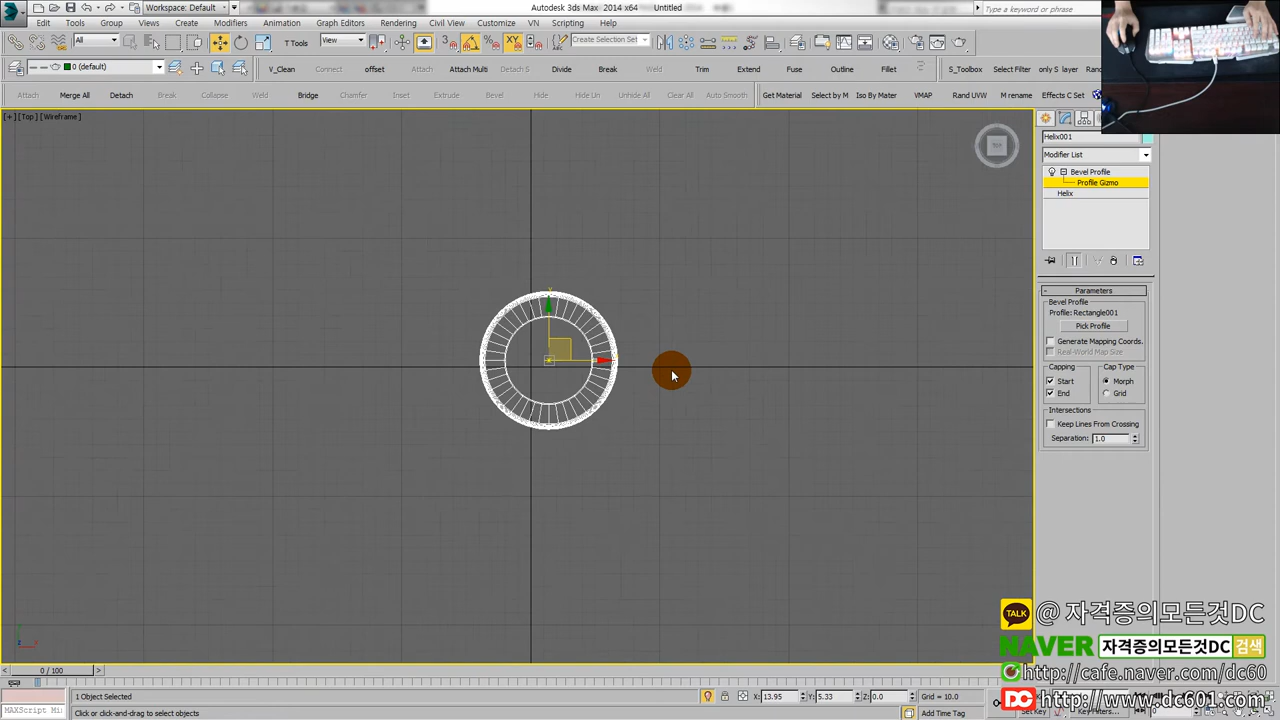 Autodesk 3ds Max 2014 x64 Untitled
Workspace: Default
Type a keyword or phrase
Edit Tools Group Views Create Modifiers Animation Graph Editors Rendering Civil View Customize VN Scripting Help
All View T Tools Create Selection Se
0 (default) V_Clean Connect offset Attach Multi Detach S Divide Break Weld Trim Extend Fuse Outline Fillet S_Toolbox Select Filter only S layer
Attach Merge All Detach Break Collapse Weld Remove Bridge Chamfer Inset Extrude Bevel Hide Hide Un Unhide All Clear All Auto Smooth Get Material Select by M Iso By Mater VMAP Rand UVW M rename Effects C Set
[+] [Top] [Wireframe]
Helix001
Modifier List
Bevel Profile
Profile Gizmo
Helix
Parameters
Bevel Profile
Profile: Rectangle001
Pick Profile
Generate Mapping Coords.
Real-World Map Size
Capping Cap Type
Start Morph
End Grid
Intersections
Keep Lines From Crossing
Separation: 1.0
TALK @ 자격증의모든것DC
NAVER 자격증의모든것DC 검색
http://cafe.naver.com/dc60
DC http://www.dc601.com
0 / 100
1 Object Selected X: 13.95 Y: 5.33 Z: 0.0 Grid = 10.0
MAXScript Mi Click or click-and-drag to select objects Add Time Tag Set Key Key Filters...